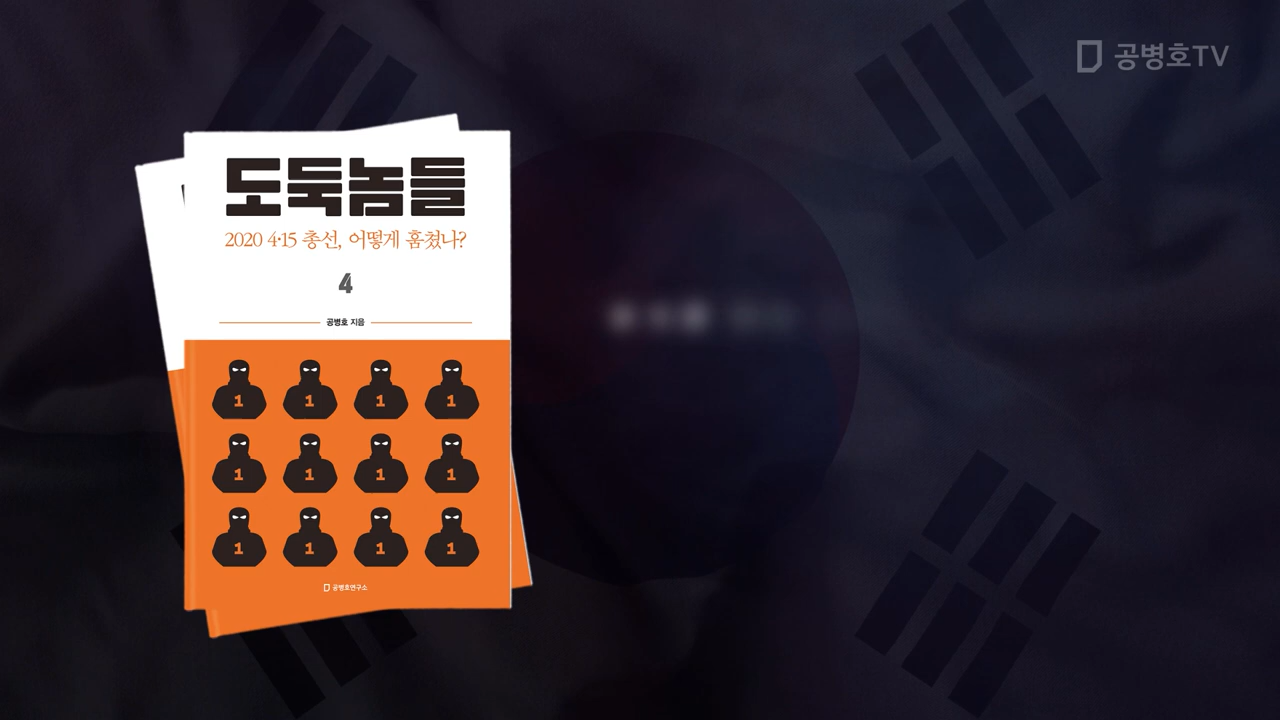 공병호TV
도둑놈들
2020 4·15 총선, 어떻게 훔쳤나?
4
공병호 지음
1 1 1 1
1 1 1 1
1 1 1 1
공병호연구소